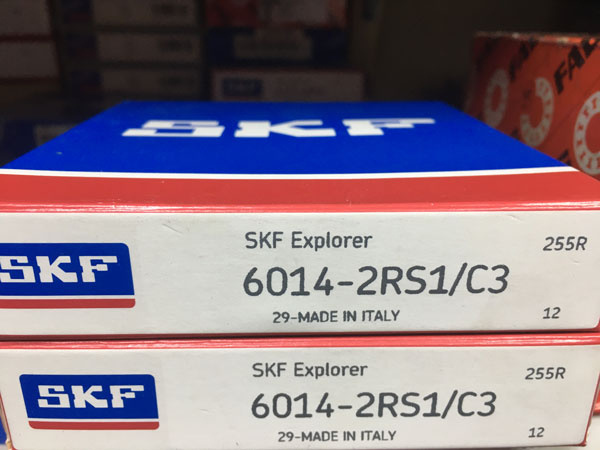 SKF
FAG
SKF
SKF Explorer
255R
6014-2RS1/C3
29-MADE IN ITALY
12
SKF
SKF Explorer
255R
6014-2RS1/C3
29-MADE IN ITALY
12